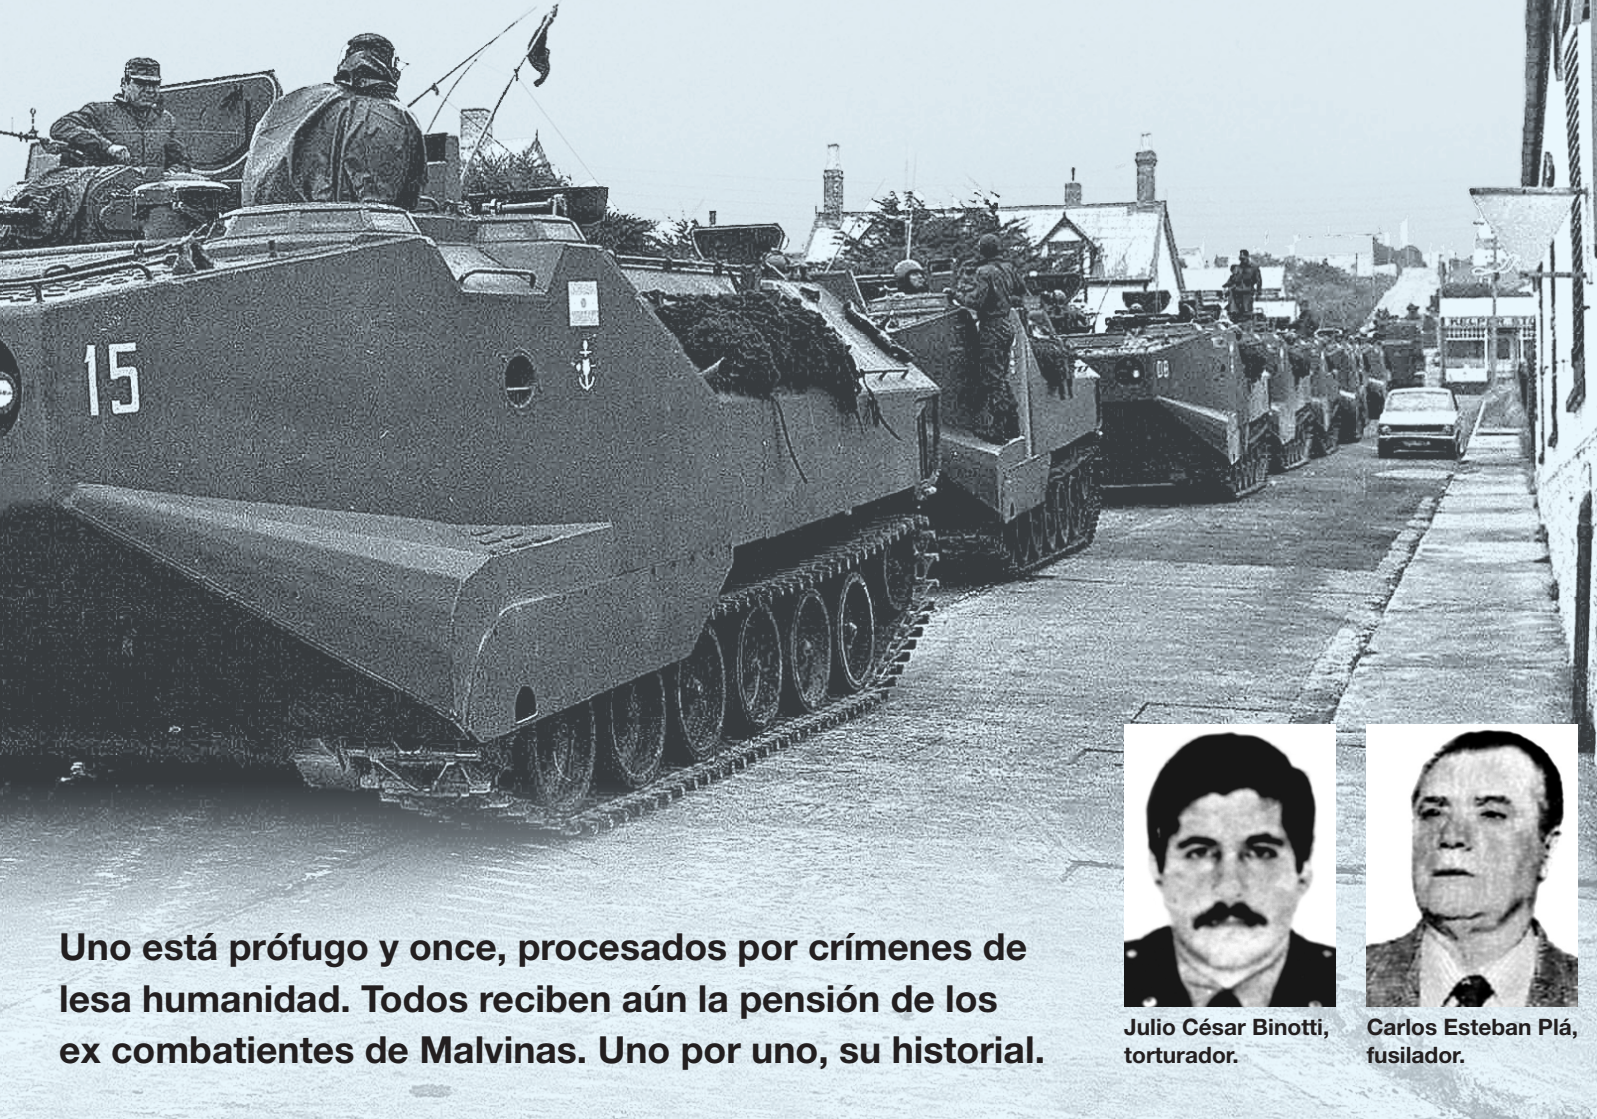 15
08
Uno está prófugo y once, procesados por crímenes de
lesa humanidad. Todos reciben aún la pensión de los
ex combatientes de Malvinas. Uno por uno, su historial.
Julio César Binotti,
torturador.
Carlos Esteban Plá,
fusilador.